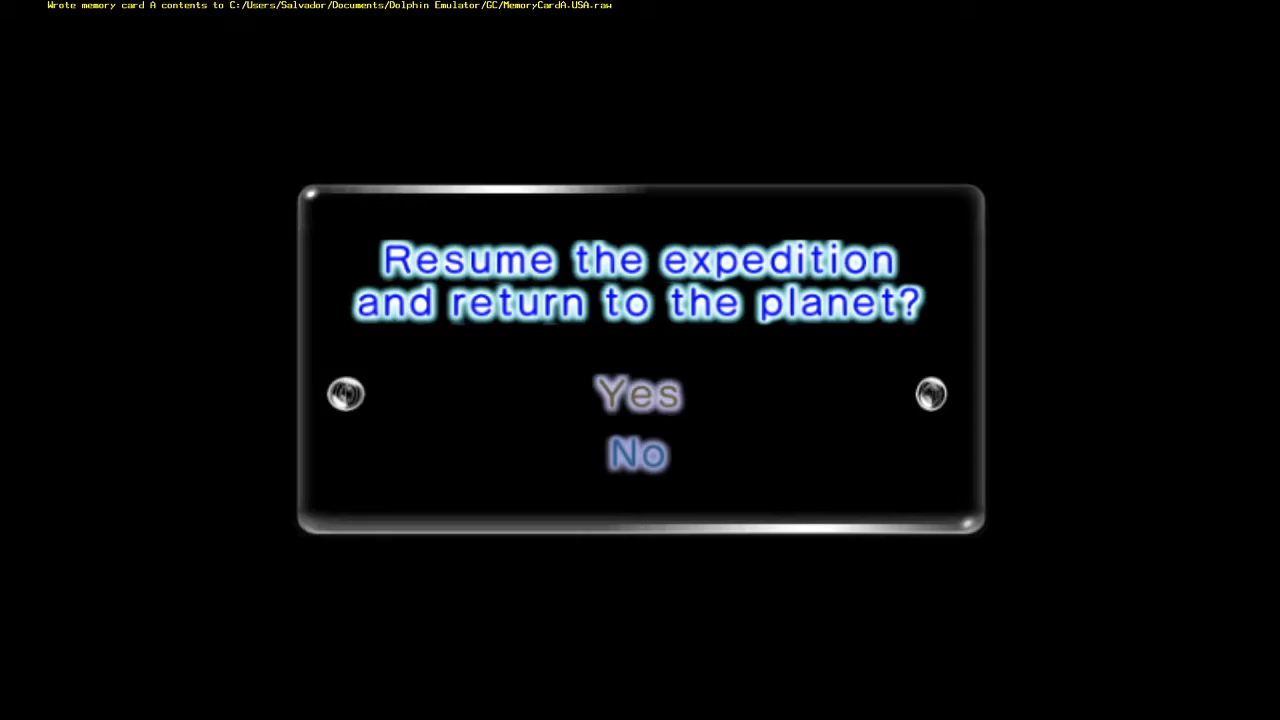 Wrote memory card A contents to C:/Users/Salvador/Documents/Dolphin Emulator/GC/MemoryCardA.USA.raw
Resume the expedition
and return to the planet?
Yes
No